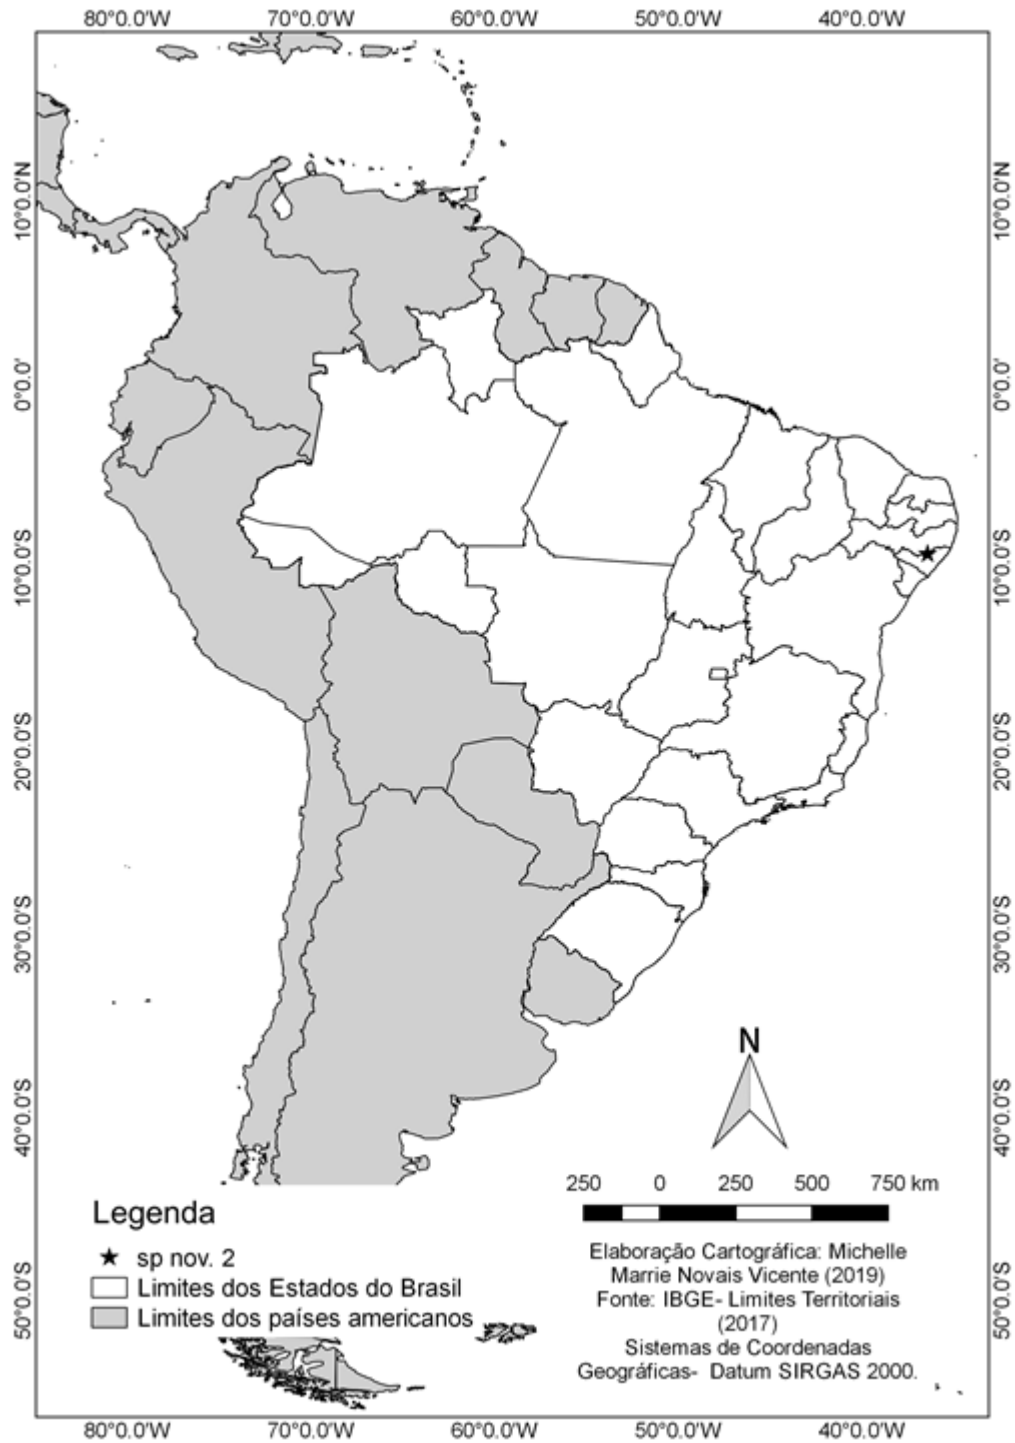 80°0.0'W 70°0.0'W 60°0.0'W 50°0.0'W 40°0.0'W
10°0.0'N 10°0.0'N
0°0.0' 0°0.0'
10°0.0'S 10°0.0'S
20°0.0'S 20°0.0'S
30°0.0'S 30°0.0'S
N
40°0.0'S 40°0.0'S
250 0 250 500 750 km
Legenda
sp nov. 2
Limites dos Estados do Brasil
Limites dos países americanos
Elaboração Cartográfica: Michelle
Marrie Novais Vicente (2019)
Fonte: IBGE- Limites Territoriais
(2017)
Sistemas de Coordenadas
Geográficas- Datum SIRGAS 2000.
50°0.0'S 50°0.0'S
80°0.0'W 70°0.0'W 60°0.0'W 50°0.0'W 40°0.0'W